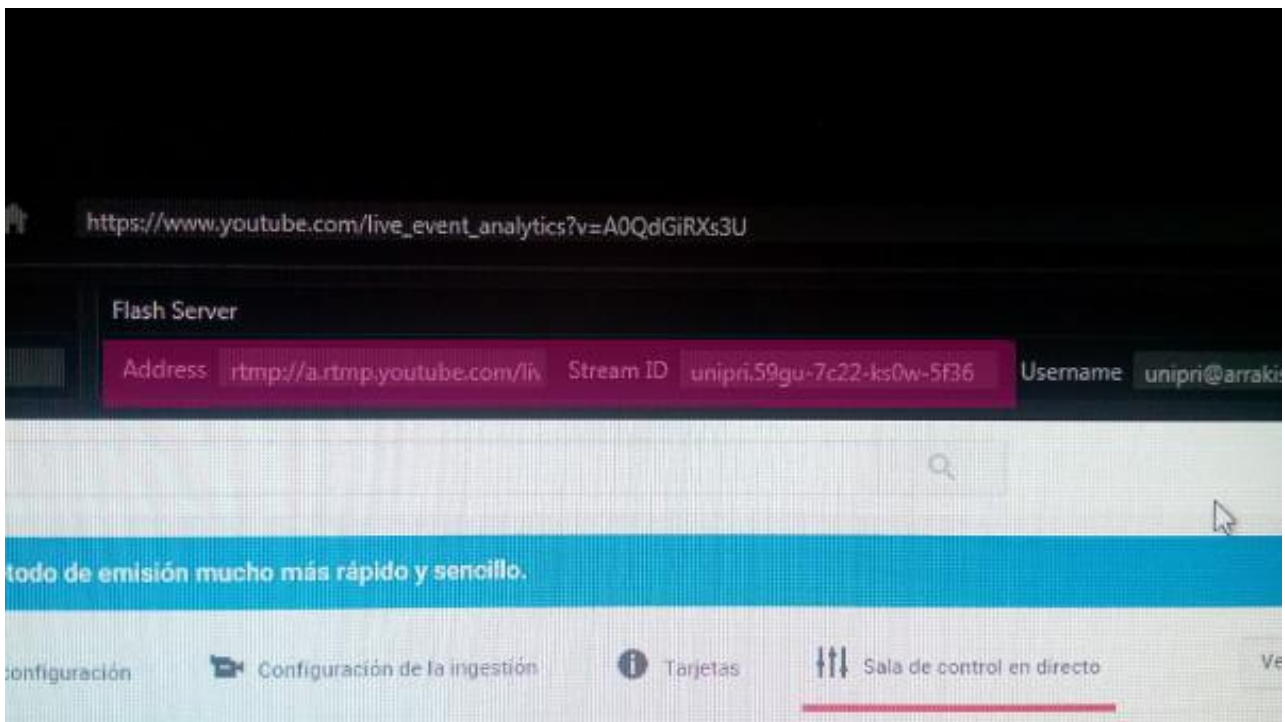 https://www.youtube.com/live_event_analytics?v=A0QdGiRXs3U
Flash Server
Address rtmp://a.rtmp.youtube.com/liv Stream ID unipri.59gu-7c22-ks0w-5f36 Username unipri@arrakis
todo de emisión mucho más rápido y sencillo.
configuración Configuración de la ingestión Tarjetas Sala de control en directo Ve